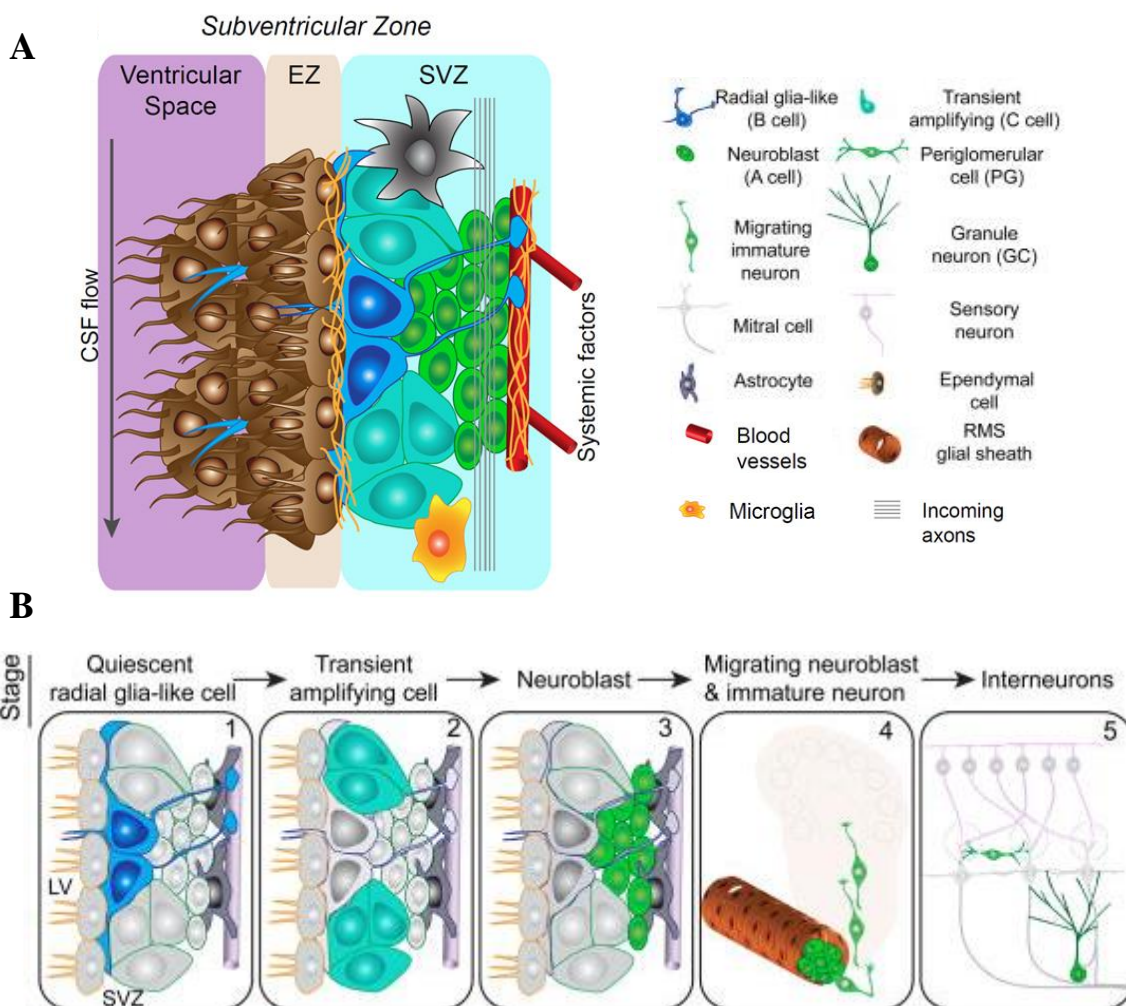 A
Subventricular Zone
Ventricular
Space
EZ
SVZ
CSF flow
Systemic factors
Radial glia-like
(B cell)
Transient
amplifying (C cell)
Neuroblast
(A cell)
Periglomerular
cell (PG)
Migrating
immature
neuron
Granule
neuron (GC)
Mitral cell
Sensory
neuron
Astrocyte
Ependymal
cell
Blood
vessels
RMS
glial sheath
Microglia
Incoming
axons
B
Stage
Quiescent
radial glia-like cell
Transient
amplifying cell
Neuroblast
Migrating neuroblast
& immature neuron
Interneurons
1
2
3
4
5
LV
SVZ